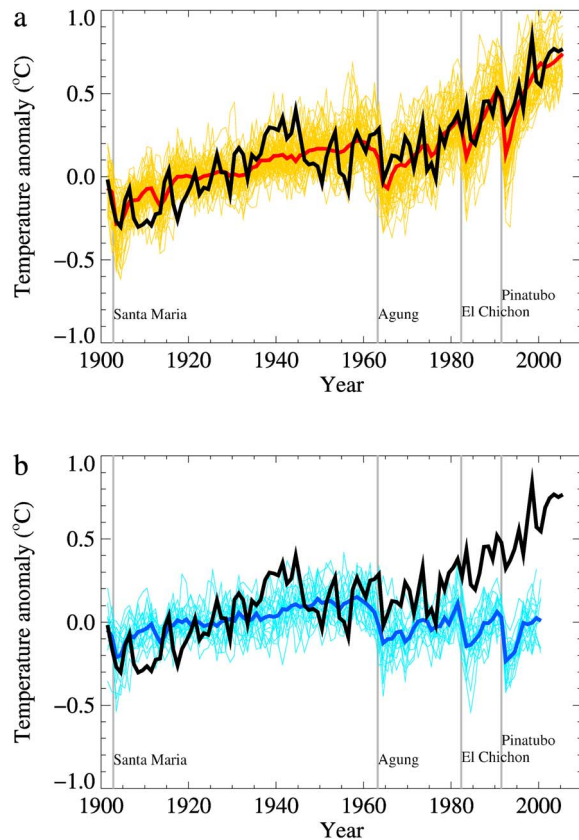 a
1.0
0.5
0.0
−0.5
−1.0
Temperature anomaly (°C)
Santa Maria
Agung
El Chichon
Pinatubo
1900 1920 1940 1960 1980 2000
Year
b
1.0
0.5
0.0
−0.5
−1.0
Temperature anomaly (°C)
Santa Maria
Agung
El Chichon
Pinatubo
1900 1920 1940 1960 1980 2000
Year